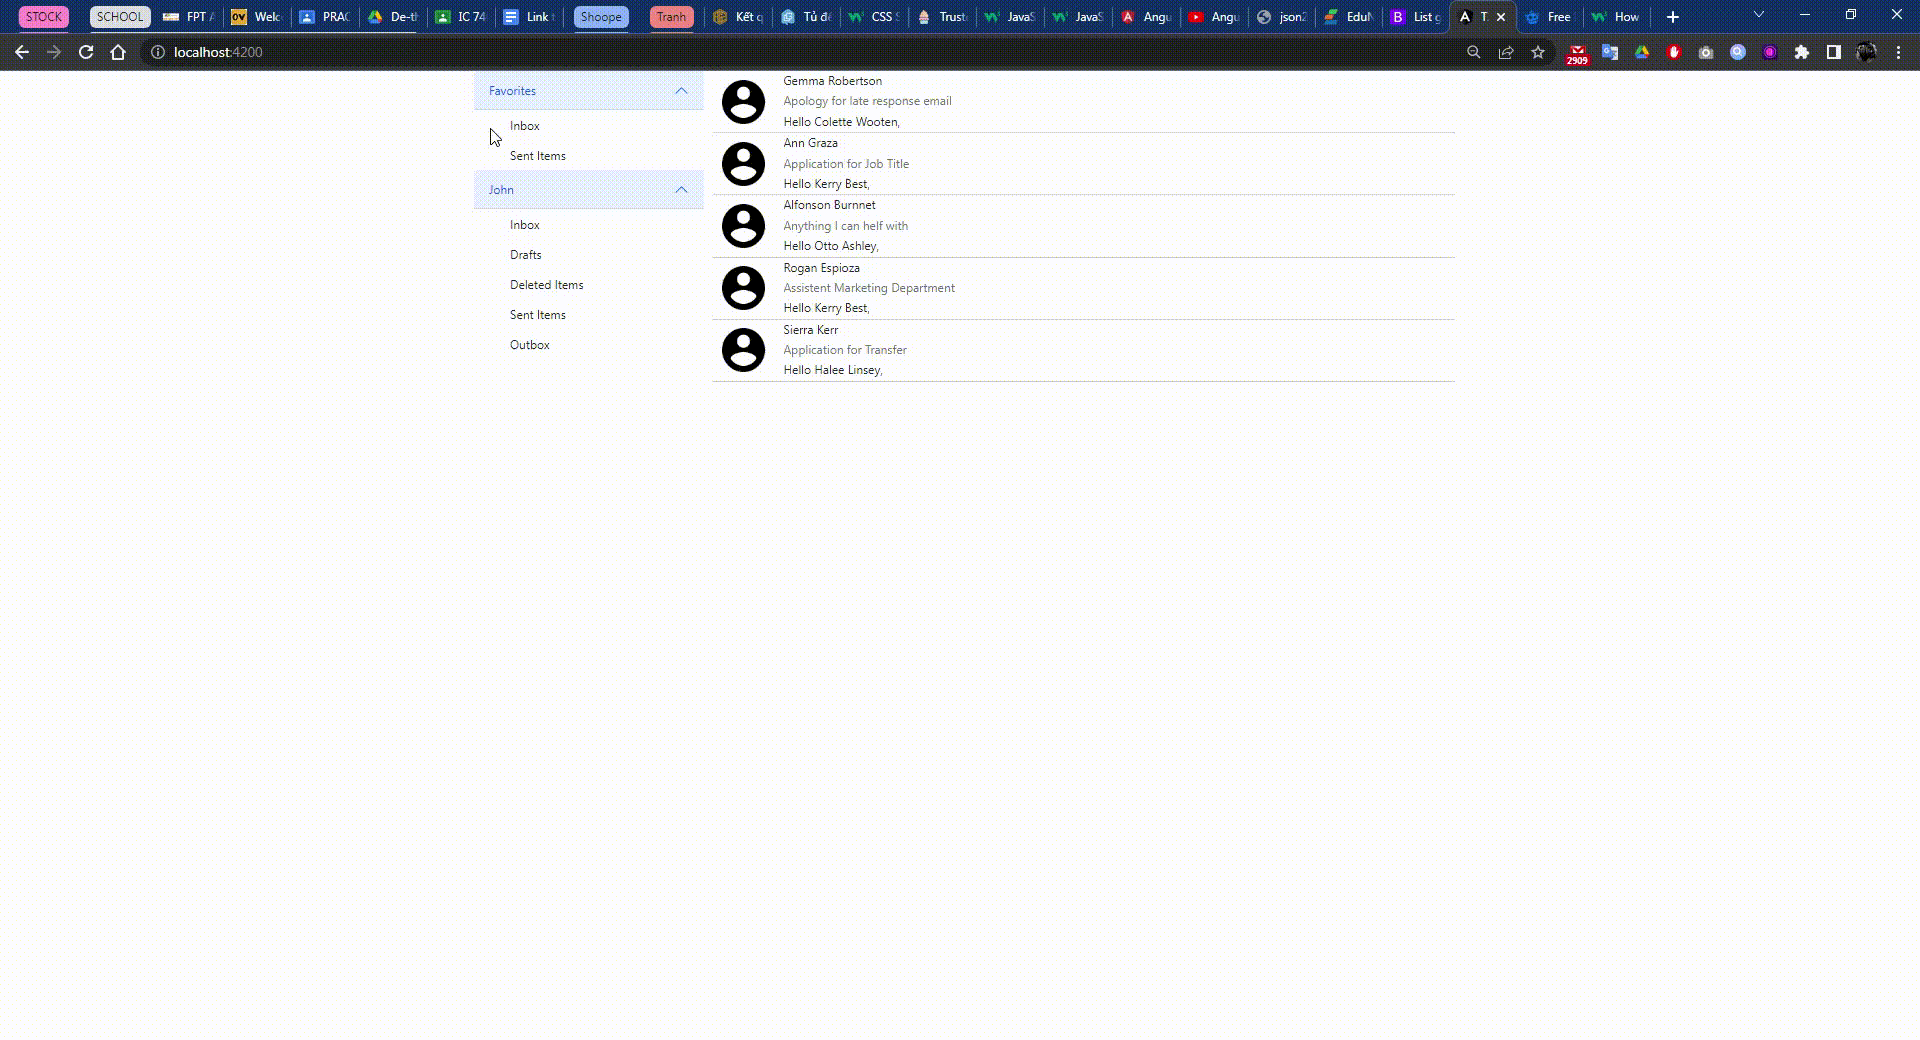 STOCK SCHOOL FPT Welc PRAC De-th IC 74 Link Shoope Tranh Kết q Tủ đ CSS Trust JavaS JavaS Angu Angu json2 EduN List g T Free How
localhost:4200
2909
Favorites
Inbox
Sent Items
John
Inbox
Drafts
Deleted Items
Sent Items
Outbox
Gemma Robertson
Apology for late response email
Hello Colette Wooten,
Ann Graza
Application for Job Title
Hello Kerry Best,
Alfonson Burnnet
Anything I can helf with
Hello Otto Ashley,
Rogan Espioza
Assistent Marketing Department
Hello Kerry Best,
Sierra Kerr
Application for Transfer
Hello Halee Linsey,